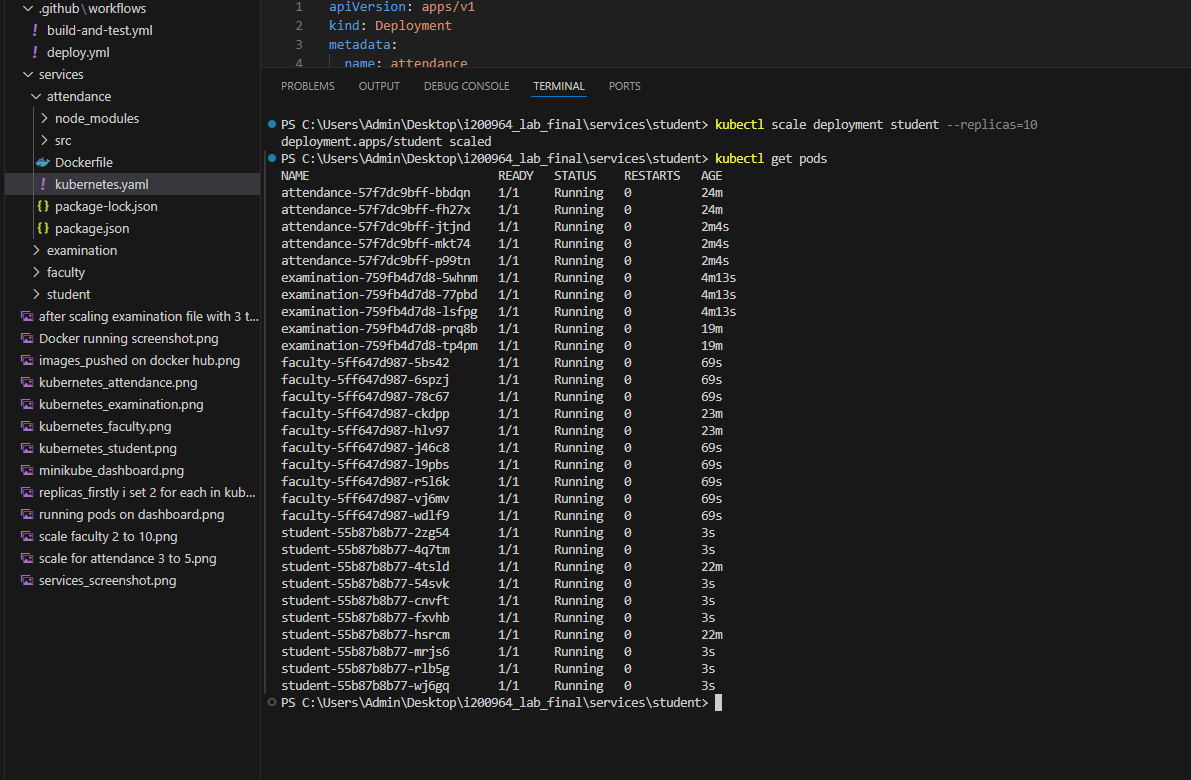 .github\workflows
build-and-test.yml
deploy.yml
services
attendance
node_modules
src
Dockerfile
kubernetes.yaml
package-lock.json
package.json
examination
faculty
student
after scaling examination file with 3 t...
Docker running screenshot.png
images_pushed on docker hub.png
kubernetes_attendance.png
kubernetes_examination.png
kubernetes_faculty.png
kubernetes_student.png
minikube_dashboard.png
replicas_firstly i set 2 for each in kub...
running pods on dashboard.png
scale faculty 2 to 10.png
scale for attendance 3 to 5.png
services_screenshot.png
1 apiVersion: apps/v1
2 kind: Deployment
3 metadata:
4 name: attendance
PROBLEMS OUTPUT DEBUG CONSOLE TERMINAL PORTS
PS C:\Users\Admin\Desktop\i200964_lab_final\services\student> kubectl scale deployment student --replicas=10
deployment.apps/student scaled
PS C:\Users\Admin\Desktop\i200964_lab_final\services\student> kubectl get pods
NAME READY STATUS RESTARTS AGE
attendance-57f7dc9bff-bbdqn 1/1 Running 0 24m
attendance-57f7dc9bff-fh27x 1/1 Running 0 24m
attendance-57f7dc9bff-jtjnd 1/1 Running 0 2m4s
attendance-57f7dc9bff-mkt74 1/1 Running 0 2m4s
attendance-57f7dc9bff-p99tn 1/1 Running 0 2m4s
examination-759fb4d7d8-5whnm 1/1 Running 0 4m13s
examination-759fb4d7d8-77pbd 1/1 Running 0 4m13s
examination-759fb4d7d8-lsfpg 1/1 Running 0 4m13s
examination-759fb4d7d8-prq8b 1/1 Running 0 19m
examination-759fb4d7d8-tp4pm 1/1 Running 0 19m
faculty-5ff647d987-5bs42 1/1 Running 0 69s
faculty-5ff647d987-6spzj 1/1 Running 0 69s
faculty-5ff647d987-78c67 1/1 Running 0 69s
faculty-5ff647d987-ckdpp 1/1 Running 0 23m
faculty-5ff647d987-hlv97 1/1 Running 0 23m
faculty-5ff647d987-j46c8 1/1 Running 0 69s
faculty-5ff647d987-l9pbs 1/1 Running 0 69s
faculty-5ff647d987-r5l6k 1/1 Running 0 69s
faculty-5ff647d987-vj6mv 1/1 Running 0 69s
faculty-5ff647d987-wdlf9 1/1 Running 0 69s
student-55b87b8b77-2zg54 1/1 Running 0 3s
student-55b87b8b77-4q7tm 1/1 Running 0 3s
student-55b87b8b77-4tsld 1/1 Running 0 22m
student-55b87b8b77-54svk 1/1 Running 0 3s
student-55b87b8b77-cnvft 1/1 Running 0 3s
student-55b87b8b77-fxvhb 1/1 Running 0 3s
student-55b87b8b77-hsrcm 1/1 Running 0 22m
student-55b87b8b77-mrjs6 1/1 Running 0 3s
student-55b87b8b77-rlb5g 1/1 Running 0 3s
student-55b87b8b77-wj6gq 1/1 Running 0 3s
PS C:\Users\Admin\Desktop\i200964_lab_final\services\student>